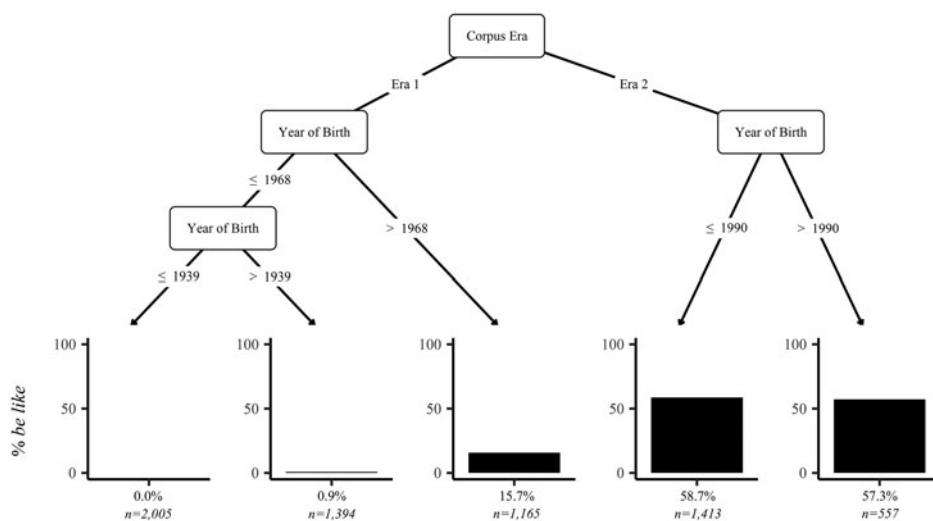 Corpus Era
Era 1
Era 2
Year of Birth
Year of Birth
≤ 1968
> 1968
≤ 1990
> 1990
Year of Birth
≤ 1939
> 1939
% be like
100
50
0
100
50
0
100
50
0
100
50
0
100
50
0
0.0%
n=2,005
0.9%
n=1,394
15.7%
n=1,165
58.7%
n=1,413
57.3%
n=557